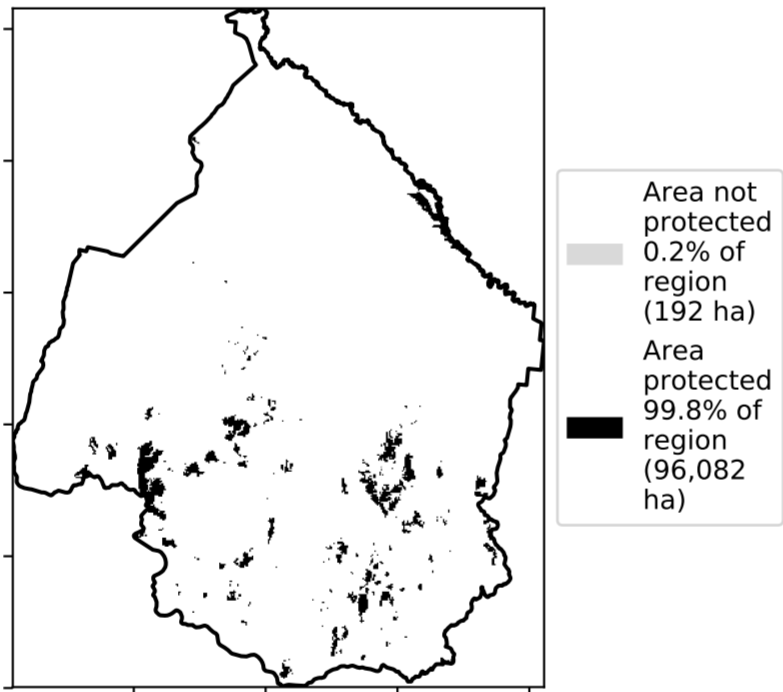 Area not
protected
0.2% of
region
(192 ha)
Area
protected
99.8% of
region
(96,082
ha)